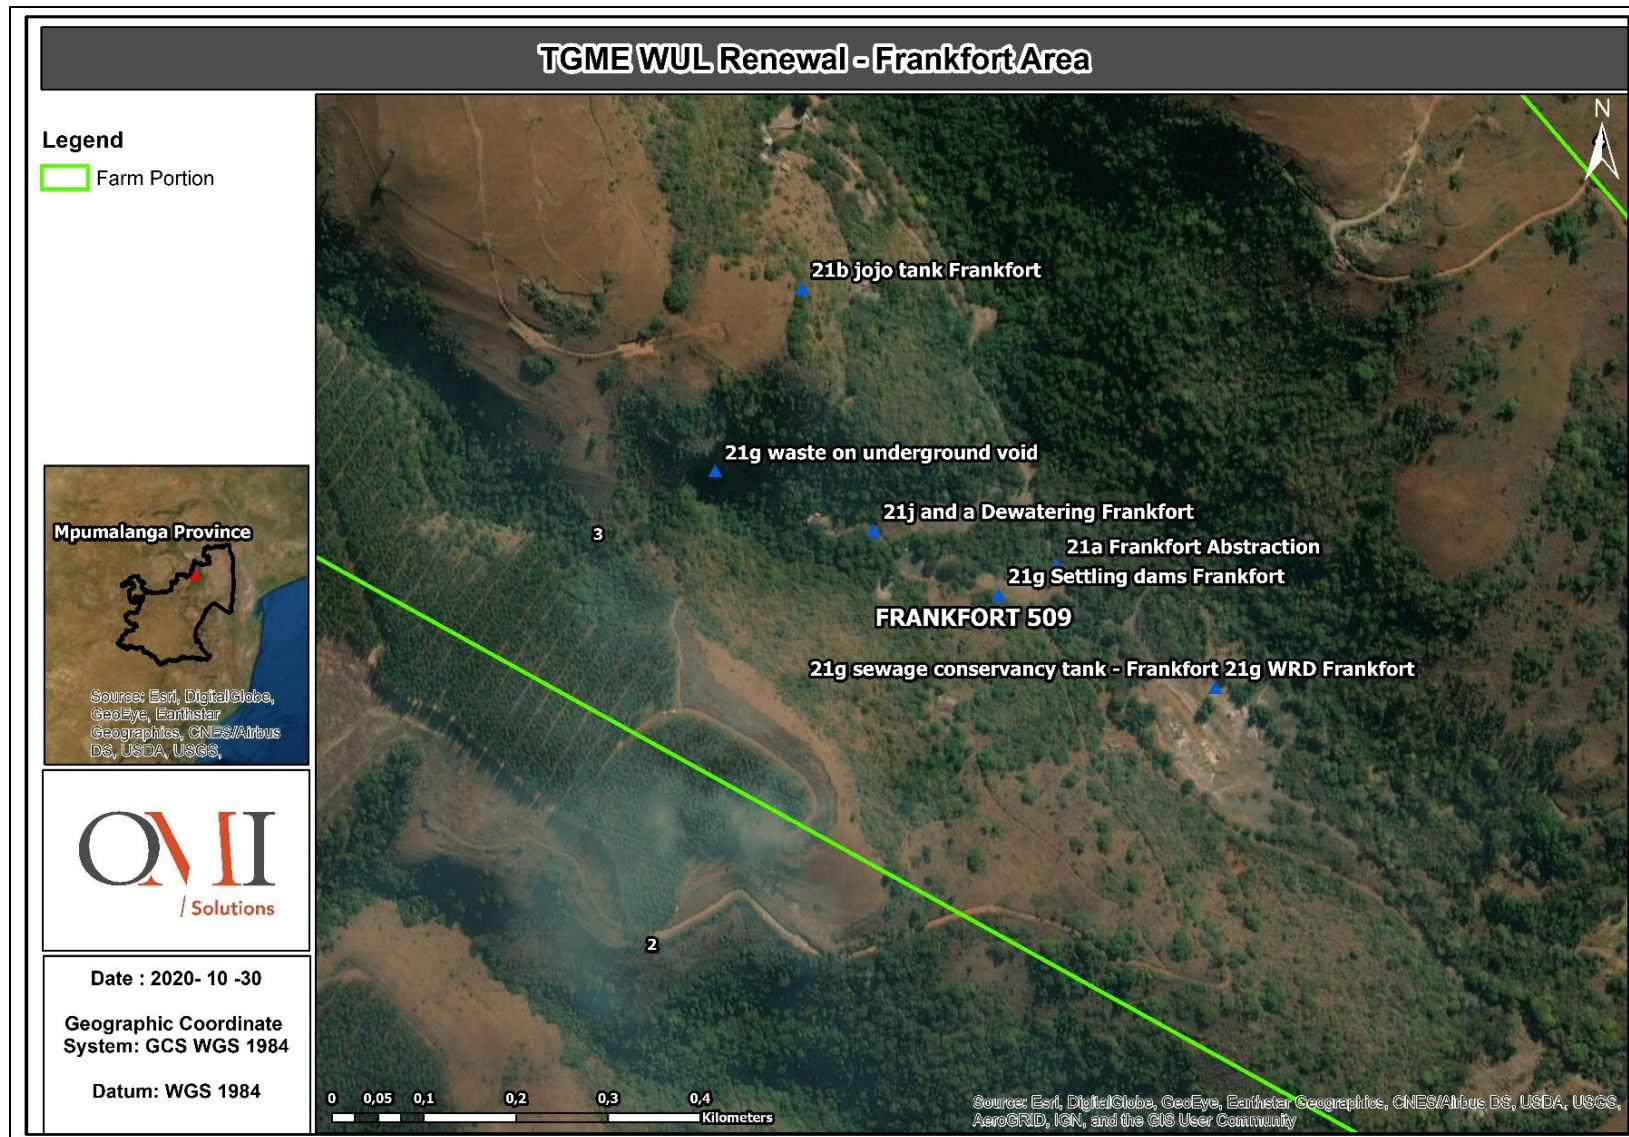 TGME WUL Renewal - Frankfort Area
Legend
Farm Portion
N
21b jojo tank Frankfort
21g waste on underground void
21j and a Dewatering Frankfort
3
21a Frankfort Abstraction
21g Settling dams Frankfort
FRANKFORT 509
21g sewage conservancy tank - Frankfort 21g WRD Frankfort
2
Mpumalanga Province
Source: Esri, DigitalGlobe,
GeoEye, Earthstar
Geographics, CNES/Airbus
DS, USDA, USGS,
OMI
/ Solutions
Date : 2020- 10 -30
Geographic Coordinate
System: GCS WGS 1984
Datum: WGS 1984
0 0,05 0,1 0,2 0,3 0,4
Kilometers
Source: Esri, DigitalGlobe, GeoEye, Earthstar Geographics, CNES/Airbus DS, USDA, USGS,
AeroGRID, IGN, and the GIS User Community